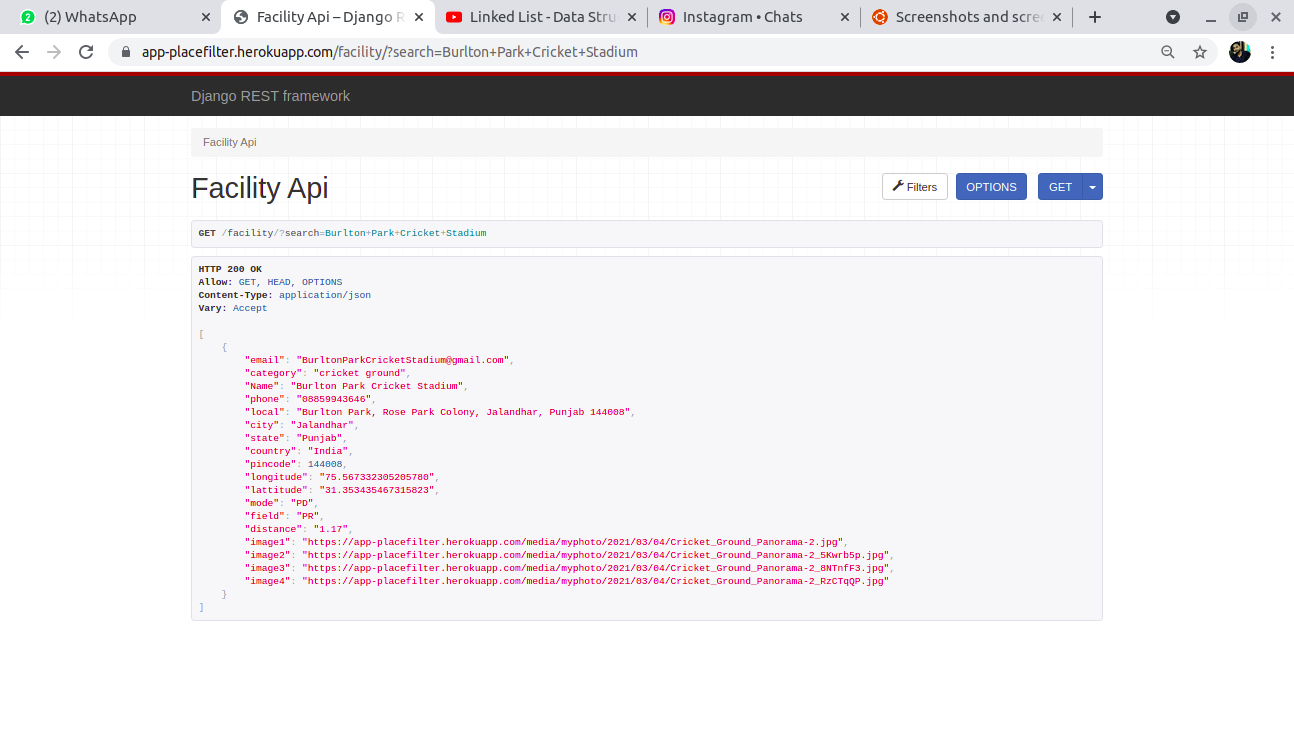 2 (2) WhatsApp
Facility Api – Django R
Linked List - Data Stru
Instagram • Chats
Screenshots and scree
app-placefilter.herokuapp.com/facility/?search=Burlton+Park+Cricket+Stadium
Django REST framework
Facility Api
Facility Api
Filters
OPTIONS
GET
GET /facility/?search=Burlton+Park+Cricket+Stadium
HTTP 200 OK
Allow: GET, HEAD, OPTIONS
Content-Type: application/json
Vary: Accept
[
{
"email": "BurltonParkCricketStadium@gmail.com",
"category": "cricket ground",
"Name": "Burlton Park Cricket Stadium",
"phone": "08859943646",
"local": "Burlton Park, Rose Park Colony, Jalandhar, Punjab 144008",
"city": "Jalandhar",
"state": "Punjab",
"country": "India",
"pincode": 144008,
"longitude": "75.567332305205780",
"lattitude": "31.353435467315823",
"mode": "PD",
"field": "PR",
"distance": "1.17",
"image1": "https://app-placefilter.herokuapp.com/media/myphoto/2021/03/04/Cricket_Ground_Panorama-2.jpg",
"image2": "https://app-placefilter.herokuapp.com/media/myphoto/2021/03/04/Cricket_Ground_Panorama-2_5Kwrb5p.jpg",
"image3": "https://app-placefilter.herokuapp.com/media/myphoto/2021/03/04/Cricket_Ground_Panorama-2_8NTnfF3.jpg",
"image4": "https://app-placefilter.herokuapp.com/media/myphoto/2021/03/04/Cricket_Ground_Panorama-2_RzCTqQP.jpg"
}
]